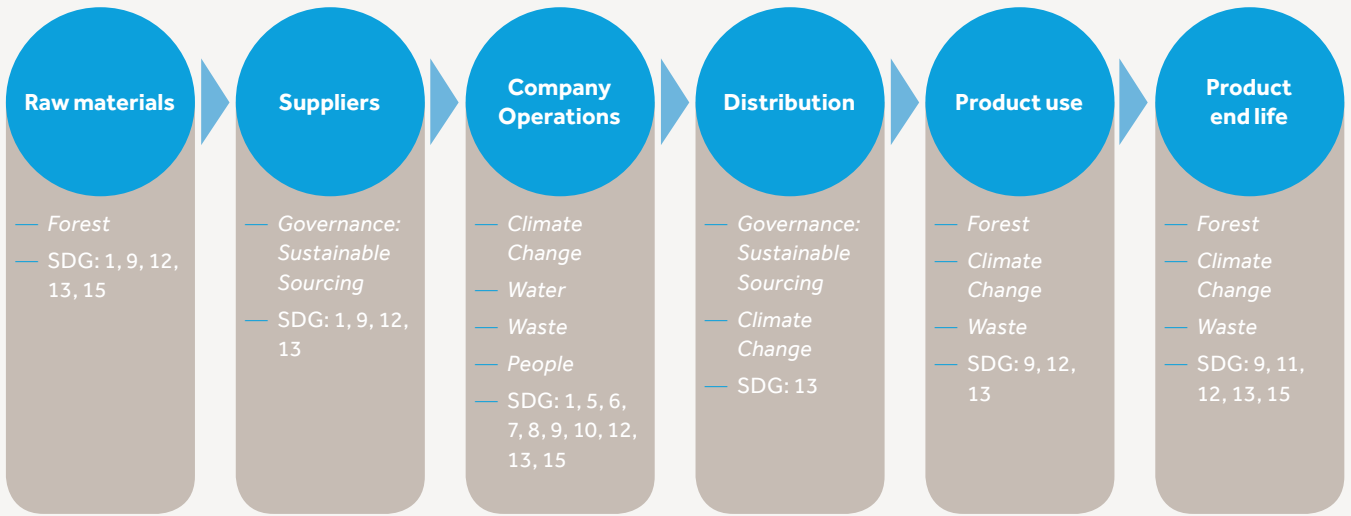 Raw materials
— Forest
— SDG: 1, 9, 12,
13, 15
Suppliers
— Governance:
Sustainable
Sourcing
— SDG: 1, 9, 12,
13
Company
Operations
— Climate
Change
— Water
— Waste
— People
— SDG: 1, 5, 6,
7, 8, 9, 10, 12,
13, 15
Distribution
— Governance:
Sustainable
Sourcing
— Climate
Change
— SDG: 13
Product use
— Forest
— Climate
Change
— Waste
— SDG: 9, 12,
13
Product
end life
— Forest
— Climate
Change
— Waste
— SDG: 9, 11,
12, 13, 15